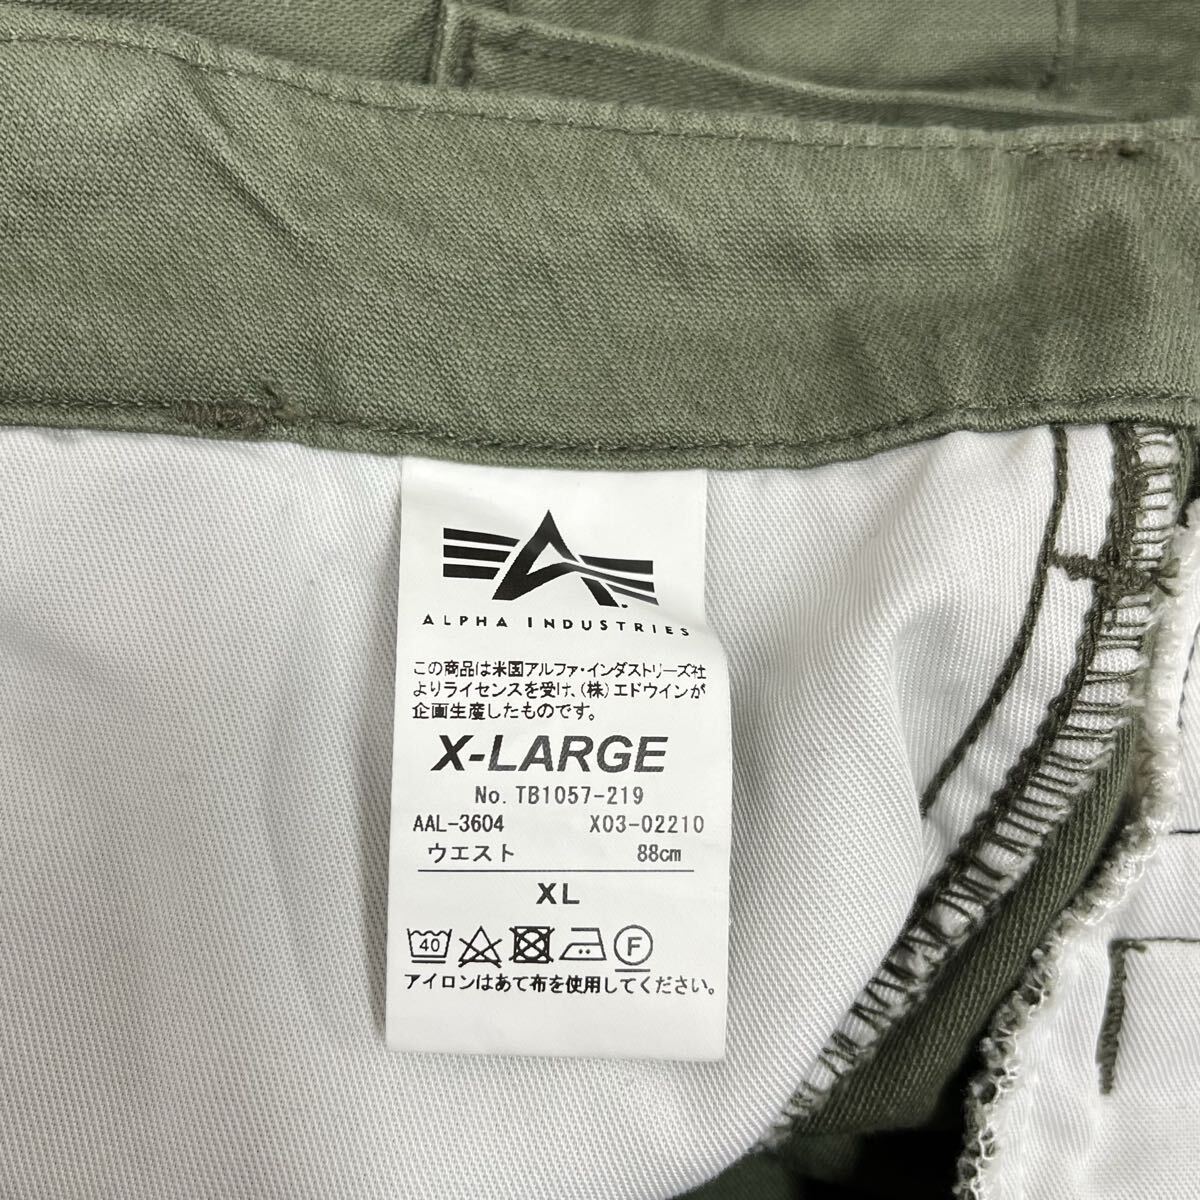 ALPHA INDUSTRIES
この商品は米国アルファ・インダストリーズ社
よりライセンスを受け、(株)エドウインが
企画生産したものです。
X-LARGE
No. TB1057-219
AAL-3604 X03-02210
ウエスト 88cm
XL
40 F
アイロンはあて布を使用してください。